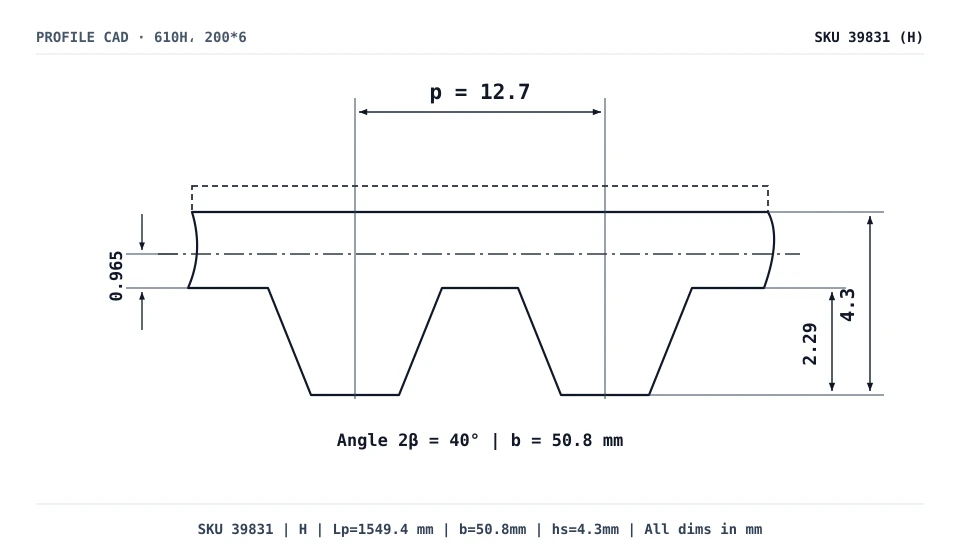 PROFILE CAD · 610H، 200*6
SKU 39831 (H)
p = 12.7
0.965
4.3
2.29
Angle 2β = 40° | b = 50.8 mm
SKU 39831 | H | Lp=1549.4 mm | b=50.8mm | hs=4.3mm | All dims in mm